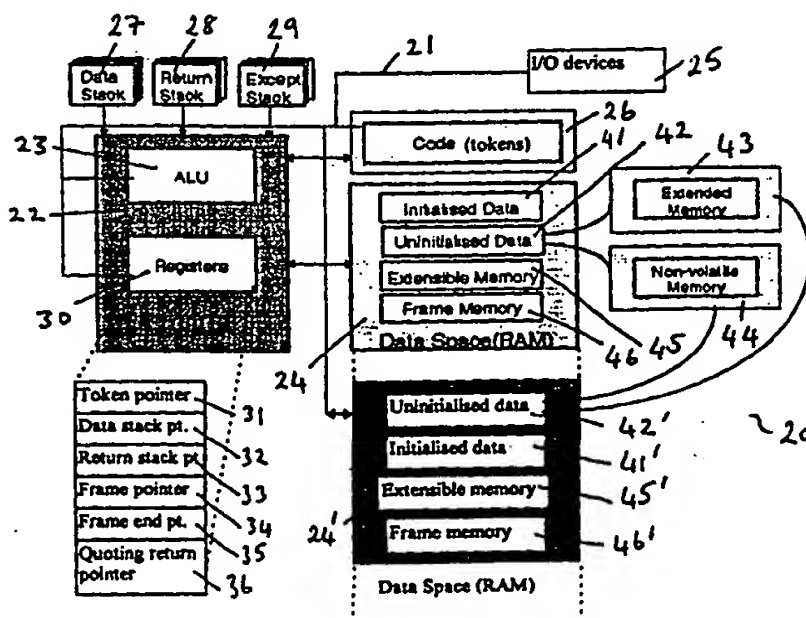 27
28
29
21
Data Stack
Return Stack
Except Stack
I/O devices
25
26
41
42
43
23
22
ALU
Code (tokens)
Initialised Data
Uninitialised Data
Extensible Memory
Frame Memory
Extended Memory
Non-volatile Memory
Registers
30
24
Data Space(RAM)
46
45
44
Token pointer
31
Data stack pt.
32
Return stack pt
33
Frame pointer
34
Frame end pt.
35
Quoting return pointer
36
Uninitialised data
42'
Initialised data
41'
Extensible memory
45'
Frame memory
46'
24'
20
Data Space (RAM)